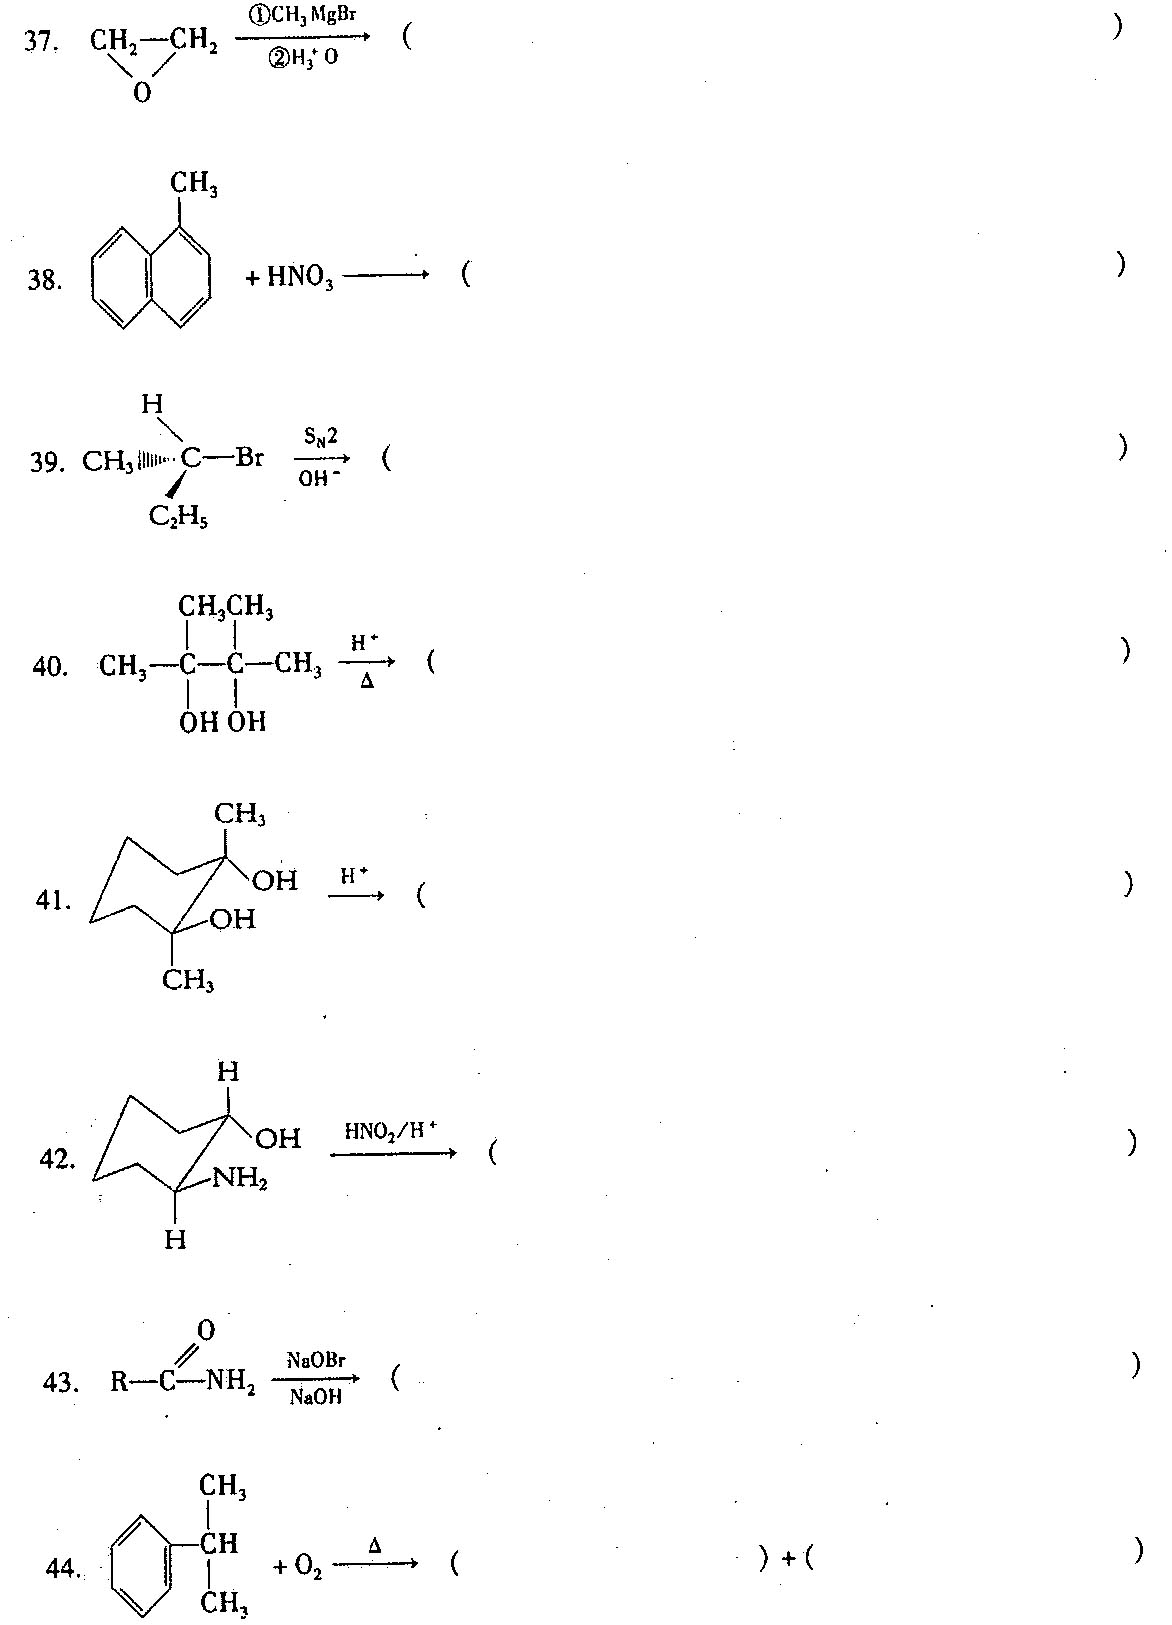 ①CH₃MgBr
37. CH₂—CH₂ → ( )
②H₃⁺O
O
CH₃
38. + HNO₃ → ( )
H
39. CH₃ C—Br SN2 → ( )
OH⁻
C₂H₅
CH₃CH₃
40. CH₃—C—C—CH₃ H⁺ → ( )
Δ
OH OH
CH₃
OH
41. H⁺ → ( )
OH
CH₃
H
OH
42. HNO₂/H⁺ → ( )
NH₂
H
O
43. R—C—NH₂ NaOBr → ( )
NaOH
CH₃
44. CH + O₂ Δ → ( ) + ( )
CH₃